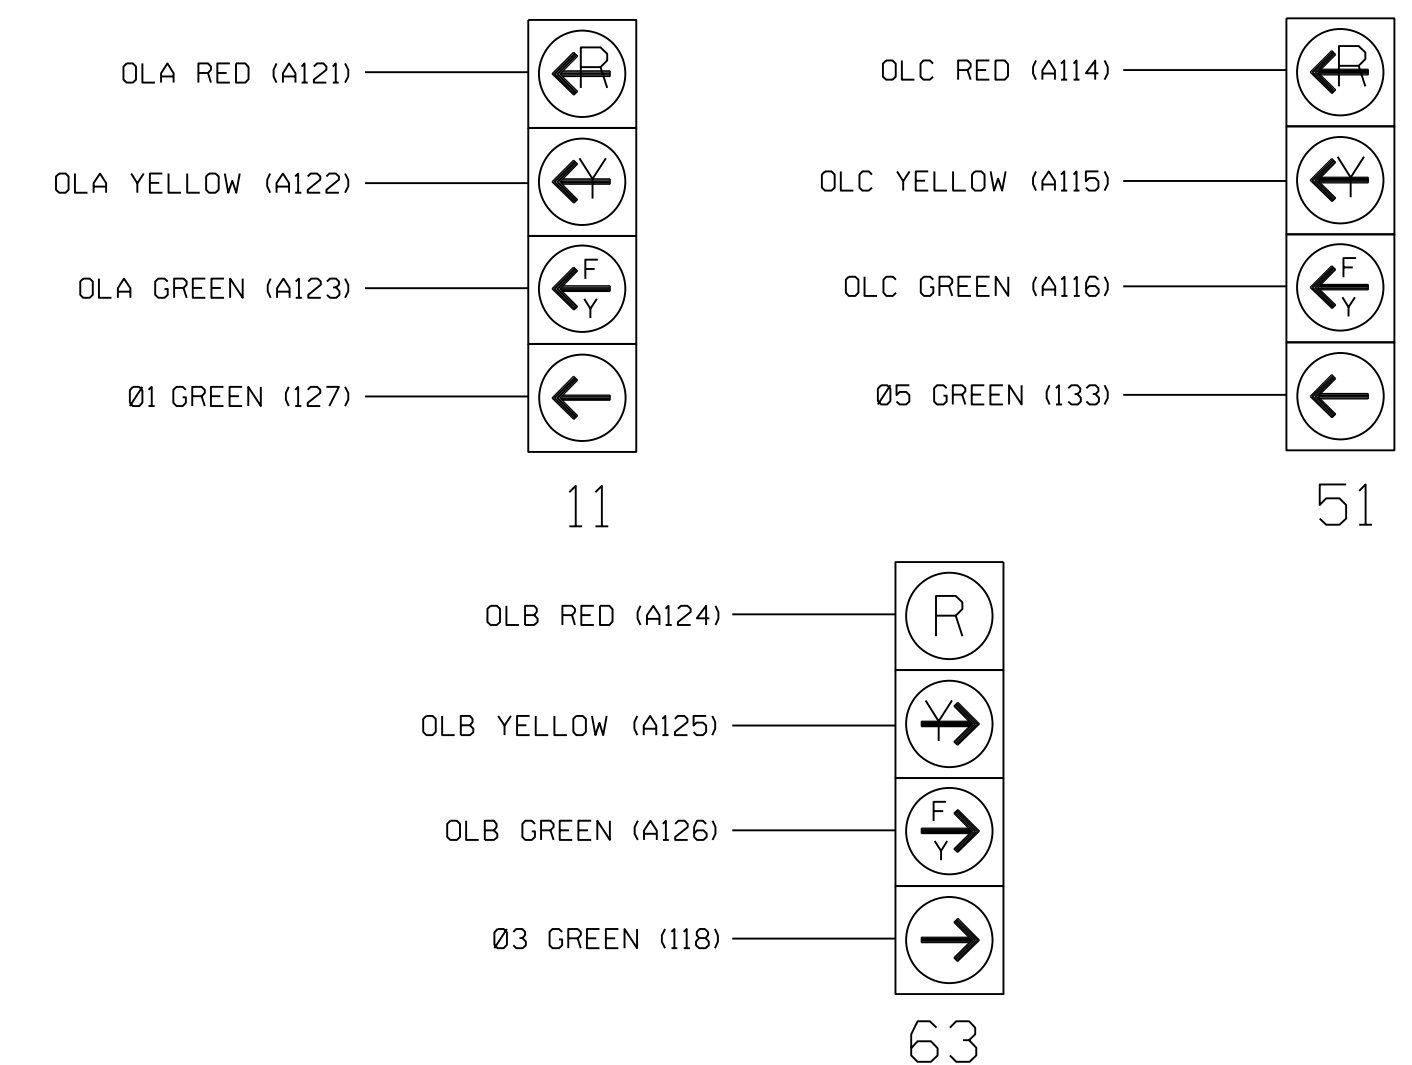 OLA RED (A121)
R
OLA YELLOW (A122)
Y
OLA GREEN (A123)
F
Y
Ø1 GREEN (127)
11
OLC RED (A114)
R
OLC YELLOW (A115)
Y
OLC GREEN (A116)
F
Y
Ø5 GREEN (133)
51
OLB RED (A124)
R
OLB YELLOW (A125)
Y
OLB GREEN (A126)
F
Y
Ø3 GREEN (118)
63